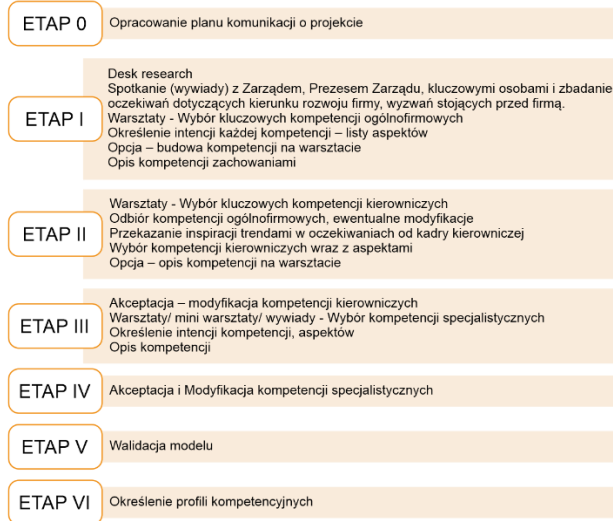 ETAP 0
Opracowanie planu komunikacji o projekcie
ETAP I
Desk research
Spotkanie (wywiady) z Zarządem, Prezesem Zarządu, kluczowymi osobami i zbadanie
oczekiwań dotyczących kierunku rozwoju firmy, wyzwań stojących przed firmą.
Warsztaty - Wybór kluczowych kompetencji ogólnofirmowych
Określenie intencji każdej kompetencji – listy aspektów
Opcja – budowa kompetencji na warsztacie
Opis kompetencji zachowaniami
ETAP II
Warsztaty - Wybór kluczowych kompetencji kierowniczych
Odbiór kompetencji ogólnofirmowych, ewentualne modyfikacje
Przekazanie inspiracji trendami w oczekiwaniach od kadry kierowniczej
Wybór kompetencji kierowniczych wraz z aspektami
Opcja – opis kompetencji na warsztacie
ETAP III
Akceptacja – modyfikacja kompetencji kierowniczych
Warsztaty/ mini warsztaty/ wywiady - Wybór kompetencji specjalistycznych
Określenie intencji kompetencji, aspektów
Opis kompetencji
ETAP IV
Akceptacja i Modyfikacja kompetencji specjalistycznych
ETAP V
Walidacja modelu
ETAP VI
Określenie profili kompetencyjnych